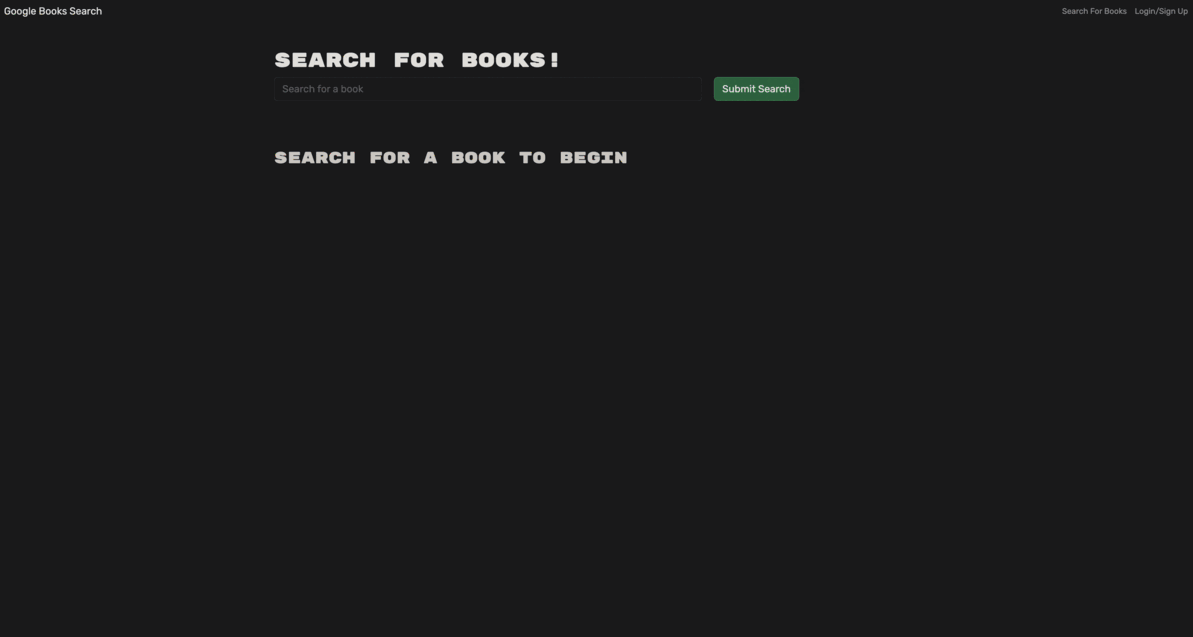 Google Books Search
Search For Books
Login/Sign Up
SEARCH FOR BOOKS!
Search for a book
Submit Search
SEARCH FOR A BOOK TO BEGIN